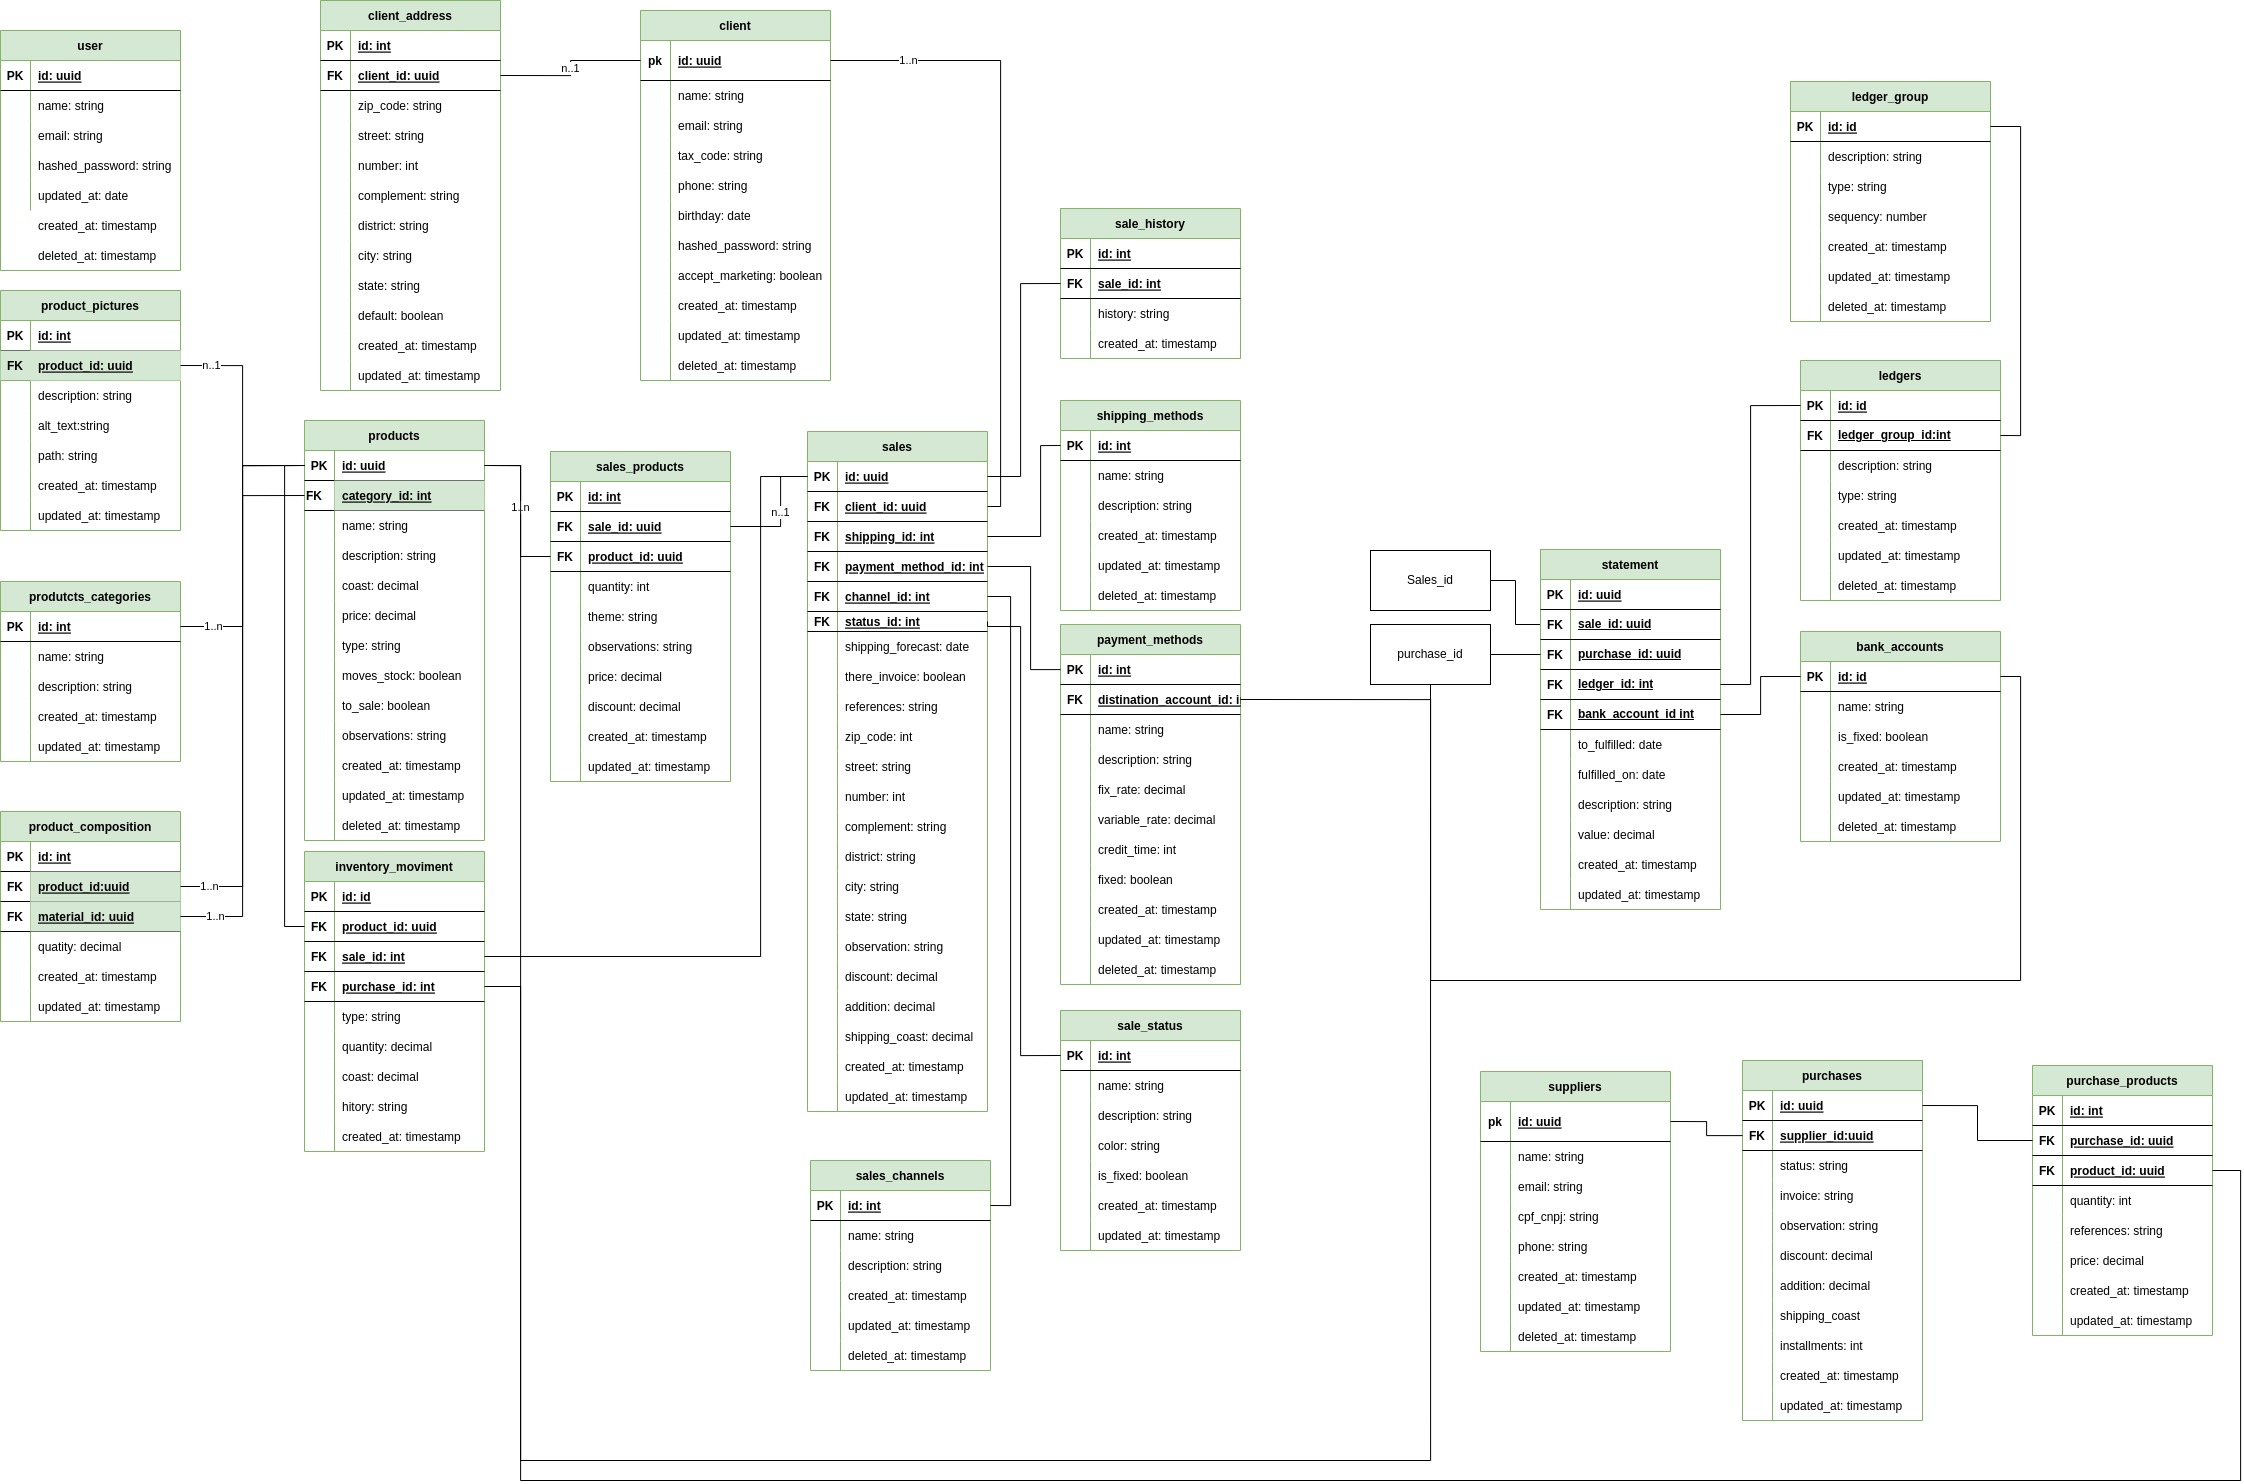 user
PK id: uuid
name: string
email: string
hashed_password: string
updated_at: date
created_at: timestamp
deleted_at: timestamp
product_pictures
PK id: int
FK product_id: uuid
description: string
alt_text:string
path: string
created_at: timestamp
updated_at: timestamp
n..1
produtcts_categories
PK id: int
name: string
description: string
created_at: timestamp
updated_at: timestamp
1..n
product_composition
PK id: int
FK product_id:uuid
FK material_id: uuid
quatity: decimal
created_at: timestamp
updated_at: timestamp
1..n
1..n
client_address
PK id: int
FK client_id: uuid
zip_code: string
street: string
number: int
complement: string
district: string
city: string
state: string
default: boolean
created_at: timestamp
updated_at: timestamp
n..1
client
pk id: uuid
name: string
email: string
tax_code: string
phone: string
birthday: date
hashed_password: string
accept_marketing: boolean
created_at: timestamp
updated_at: timestamp
deleted_at: timestamp
1..n
products
PK id: uuid
FK category_id: int
name: string
description: string
coast: decimal
price: decimal
type: string
moves_stock: boolean
to_sale: boolean
observations: string
created_at: timestamp
updated_at: timestamp
deleted_at: timestamp
1..n
inventory_moviment
PK id: id
FK product_id: uuid
FK sale_id: int
FK purchase_id: int
type: string
quantity: decimal
coast: decimal
hitory: string
created_at: timestamp
sales_products
PK id: int
FK sale_id: uuid
FK product_id: uuid
quantity: int
theme: string
observations: string
price: decimal
discount: decimal
created_at: timestamp
updated_at: timestamp
n..1
sales
PK id: uuid
FK client_id: uuid
FK shipping_id: int
FK payment_method_id: int
FK channel_id: int
FK status_id: int
shipping_forecast: date
there_invoice: boolean
references: string
zip_code: int
street: string
number: int
complement: string
district: string
city: string
state: string
observation: string
discount: decimal
addition: decimal
shipping_coast: decimal
created_at: timestamp
updated_at: timestamp
sales_channels
PK id: int
name: string
description: string
created_at: timestamp
updated_at: timestamp
deleted_at: timestamp
sale_history
PK id: int
FK sale_id: int
history: string
created_at: timestamp
shipping_methods
PK id: int
name: string
description: string
created_at: timestamp
updated_at: timestamp
deleted_at: timestamp
payment_methods
PK id: int
FK distination_account_id: i
name: string
description: string
fix_rate: decimal
variable_rate: decimal
credit_time: int
fixed: boolean
created_at: timestamp
updated_at: timestamp
deleted_at: timestamp
sale_status
PK id: int
name: string
description: string
color: string
is_fixed: boolean
created_at: timestamp
updated_at: timestamp
Sales_id
purchase_id
statement
PK id: uuid
FK sale_id: uuid
FK purchase_id: uuid
FK ledger_id: int
FK bank_account_id int
to_fulfilled: date
fulfilled_on: date
description: string
value: decimal
created_at: timestamp
updated_at: timestamp
ledger_group
PK id: id
description: string
type: string
sequency: number
created_at: timestamp
updated_at: timestamp
deleted_at: timestamp
ledgers
PK id: id
FK ledger_group_id:int
description: string
type: string
created_at: timestamp
updated_at: timestamp
deleted_at: timestamp
bank_accounts
PK id: id
name: string
is_fixed: boolean
created_at: timestamp
updated_at: timestamp
deleted_at: timestamp
suppliers
pk id: uuid
name: string
email: string
cpf_cnpj: string
phone: string
created_at: timestamp
updated_at: timestamp
deleted_at: timestamp
purchases
PK id: uuid
FK supplier_id:uuid
status: string
invoice: string
observation: string
discount: decimal
addition: decimal
shipping_coast
installments: int
created_at: timestamp
updated_at: timestamp
purchase_products
PK id: int
FK purchase_id: uuid
FK product_id: uuid
quantity: int
references: string
price: decimal
created_at: timestamp
updated_at: timestamp